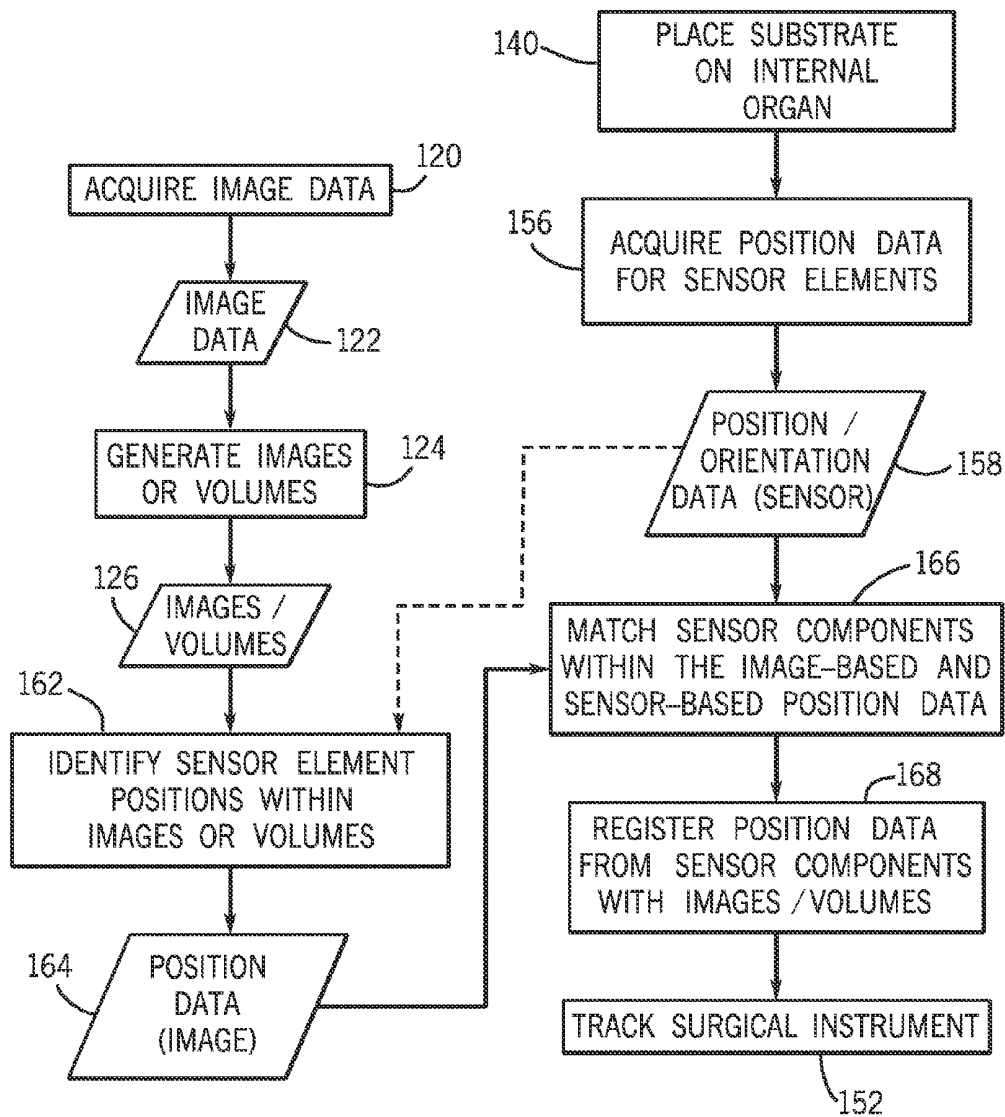 120
ACQUIRE IMAGE DATA
IMAGE
DATA
122
GENERATE IMAGES
OR VOLUMES
124
126
IMAGES /
VOLUMES
162
IDENTIFY SENSOR ELEMENT
POSITIONS WITHIN
IMAGES OR VOLUMES
164
POSITION
DATA
(IMAGE)
140
PLACE SUBSTRATE
ON INTERNAL
ORGAN
156
ACQUIRE POSITION DATA
FOR SENSOR ELEMENTS
POSITION /
ORIENTATION
DATA (SENSOR)
158
166
MATCH SENSOR COMPONENTS
WITHIN THE IMAGE-BASED AND
SENSOR-BASED POSITION DATA
168
REGISTER POSITION DATA
FROM SENSOR COMPONENTS
WITH IMAGES /VOLUMES
TRACK SURGICAL INSTRUMENT
152